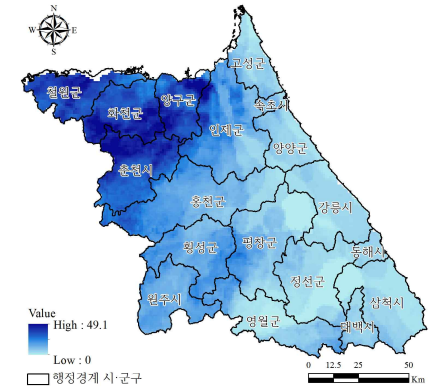 N
W E
S
고성군
철원군
양구군
화천군
속초시
인제군
양양군
춘천시
홍천군
강릉시
횡성군
평창군
동해시
정선군
원주시
삼척시
영월군
태백시
Value
High : 49.1
Low : 0
행정경계 시·군구
0 12.5 25 50
Km